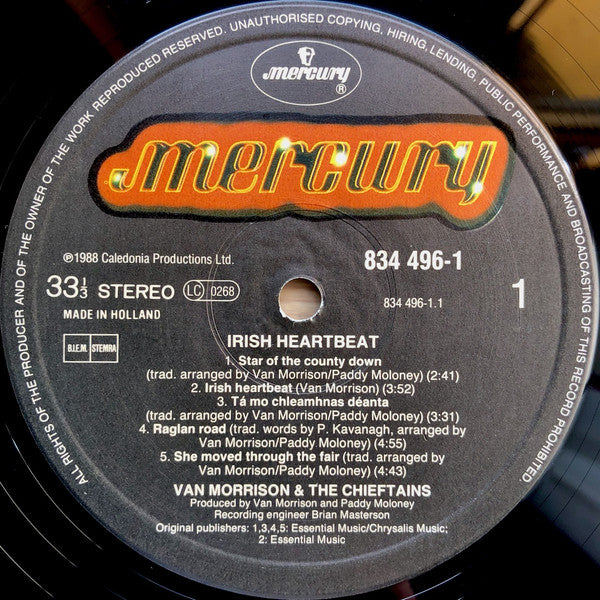 ALL RIGHTS OF THE PRODUCER AND OF THE OWNER OF THE WORK REPRODUCED RESERVED. UNAUTHORISED COPYING, HIRING, LENDING, PUBLIC PERFORMANCE AND BROADCASTING OF THIS RECORD PROHIBITED
mercury ®
mercury
℗1988 Caledonia Productions Ltd.
834 496-1
33⅓ STEREO
LC 0268
834 496-1.1
1
MADE IN HOLLAND
B.I.E.M. STEMRA
IRISH HEARTBEAT
1. Star of the county down
(trad. arranged by Van Morrison/Paddy Moloney) (2:41)
2. Irish heartbeat (Van Morrison) (3:52)
3. Tá mo chleamhnas déanta
(trad. arranged by Van Morrison/Paddy Moloney) (3:31)
4. Raglan road (trad. words by P. Kavanagh, arranged by
Van Morrison/Paddy Moloney) (4:55)
5. She moved through the fair (trad. arranged by
Van Morrison/Paddy Moloney) (4:43)
VAN MORRISON & THE CHIEFTAINS
Produced by Van Morrison and Paddy Moloney
Recording engineer Brian Masterson
Original publishers: 1,3,4,5: Essential Music/Chrysalis Music;
2: Essential Music